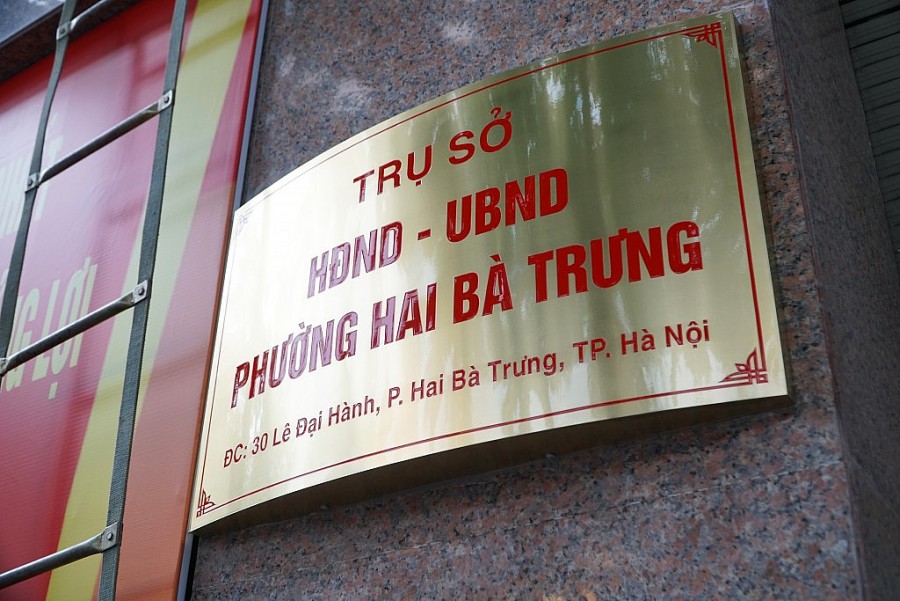 TRỤ SỞ
HĐND - UBND
PHƯỜNG HAI BÀ TRƯNG
ĐC: 30 Lê Đại Hành, P. Hai Bà Trưng, TP. Hà Nội
LỢI